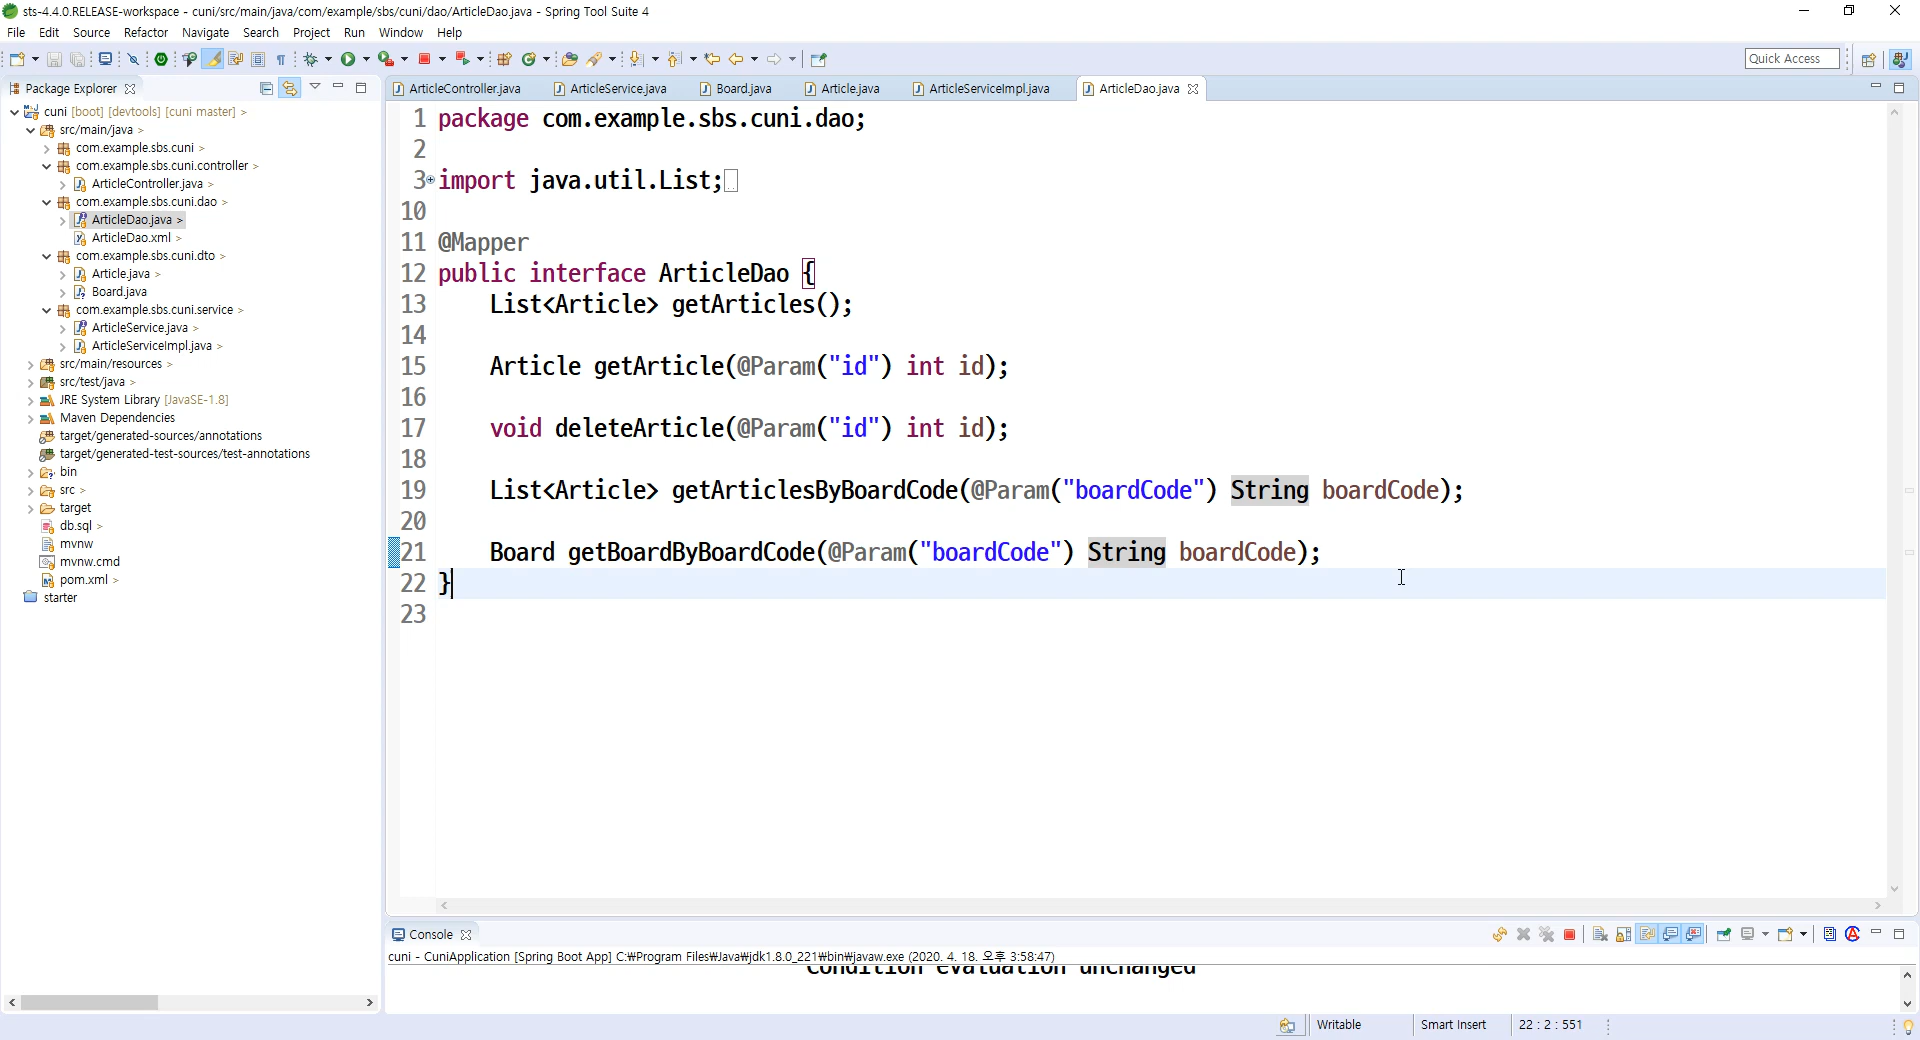 sts-4.4.0.RELEASE-workspace - cuni/src/main/java/com/example/sbs/cuni/dao/ArticleDao.java - Spring Tool Suite 4
File Edit Source Refactor Navigate Search Project Run Window Help
Quick Access
Package Explorer
cuni [boot] [devtools] [cuni master] >
src/main/java >
com.example.sbs.cuni >
com.example.sbs.cuni.controller >
ArticleController.java >
com.example.sbs.cuni.dao >
ArticleDao.java >
ArticleDao.xml >
com.example.sbs.cuni.dto >
Article.java >
Board.java
com.example.sbs.cuni.service >
ArticleService.java >
ArticleServiceImpl.java >
src/main/resources >
src/test/java >
JRE System Library [JavaSE-1.8]
Maven Dependencies
target/generated-sources/annotations
target/generated-test-sources/test-annotations
bin
src >
target
db.sql >
mvnw
mvnw.cmd
pom.xml >
starter
ArticleController.java ArticleService.java Board.java Article.java ArticleServiceImpl.java ArticleDao.java
1 package com.example.sbs.cuni.dao;
2
3 import java.util.List;
10
11 @Mapper
12 public interface ArticleDao {
13 List<Article> getArticles();
14
15 Article getArticle(@Param("id") int id);
16
17 void deleteArticle(@Param("id") int id);
18
19 List<Article> getArticlesByBoardCode(@Param("boardCode") String boardCode);
20
21 Board getBoardByBoardCode(@Param("boardCode") String boardCode);
22 }
23
Console
cuni - CuniApplication [Spring Boot App] C:₩Program Files₩Java₩jdk1.8.0_221₩bin₩javaw.exe (2020. 4. 18. 오후 3:58:47)
Condition evaluation unchanged
Writable Smart Insert 22 : 2 : 551